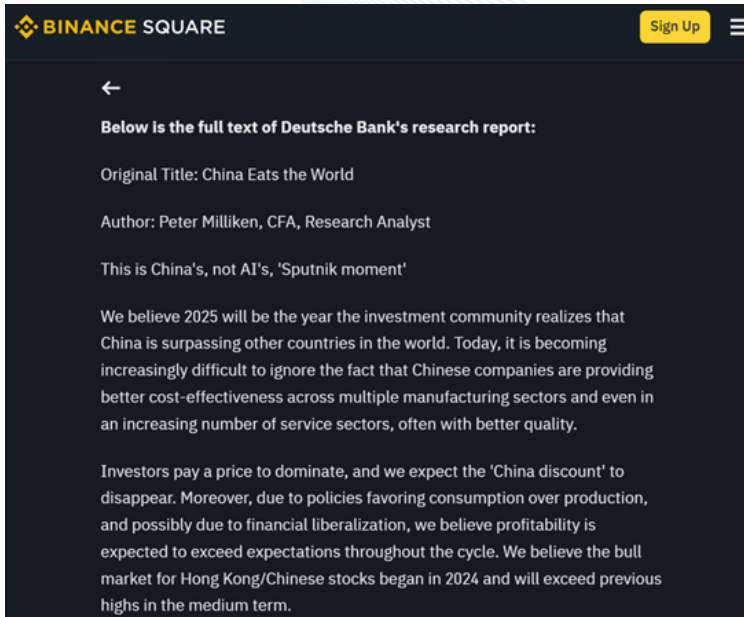 BINANCE SQUARE
Sign Up
Below is the full text of Deutsche Bank's research report:
Original Title: China Eats the World
Author: Peter Milliken, CFA, Research Analyst
This is China's, not AI's, 'Sputnik moment'
We believe 2025 will be the year the investment community realizes that
China is surpassing other countries in the world. Today, it is becoming
increasingly difficult to ignore the fact that Chinese companies are providing
better cost-effectiveness across multiple manufacturing sectors and even in
an increasing number of service sectors, often with better quality.
Investors pay a price to dominate, and we expect the 'China discount' to
disappear. Moreover, due to policies favoring consumption over production,
and possibly due to financial liberalization, we believe profitability is
expected to exceed expectations throughout the cycle. We believe the bull
market for Hong Kong/Chinese stocks began in 2024 and will exceed previous
highs in the medium term.